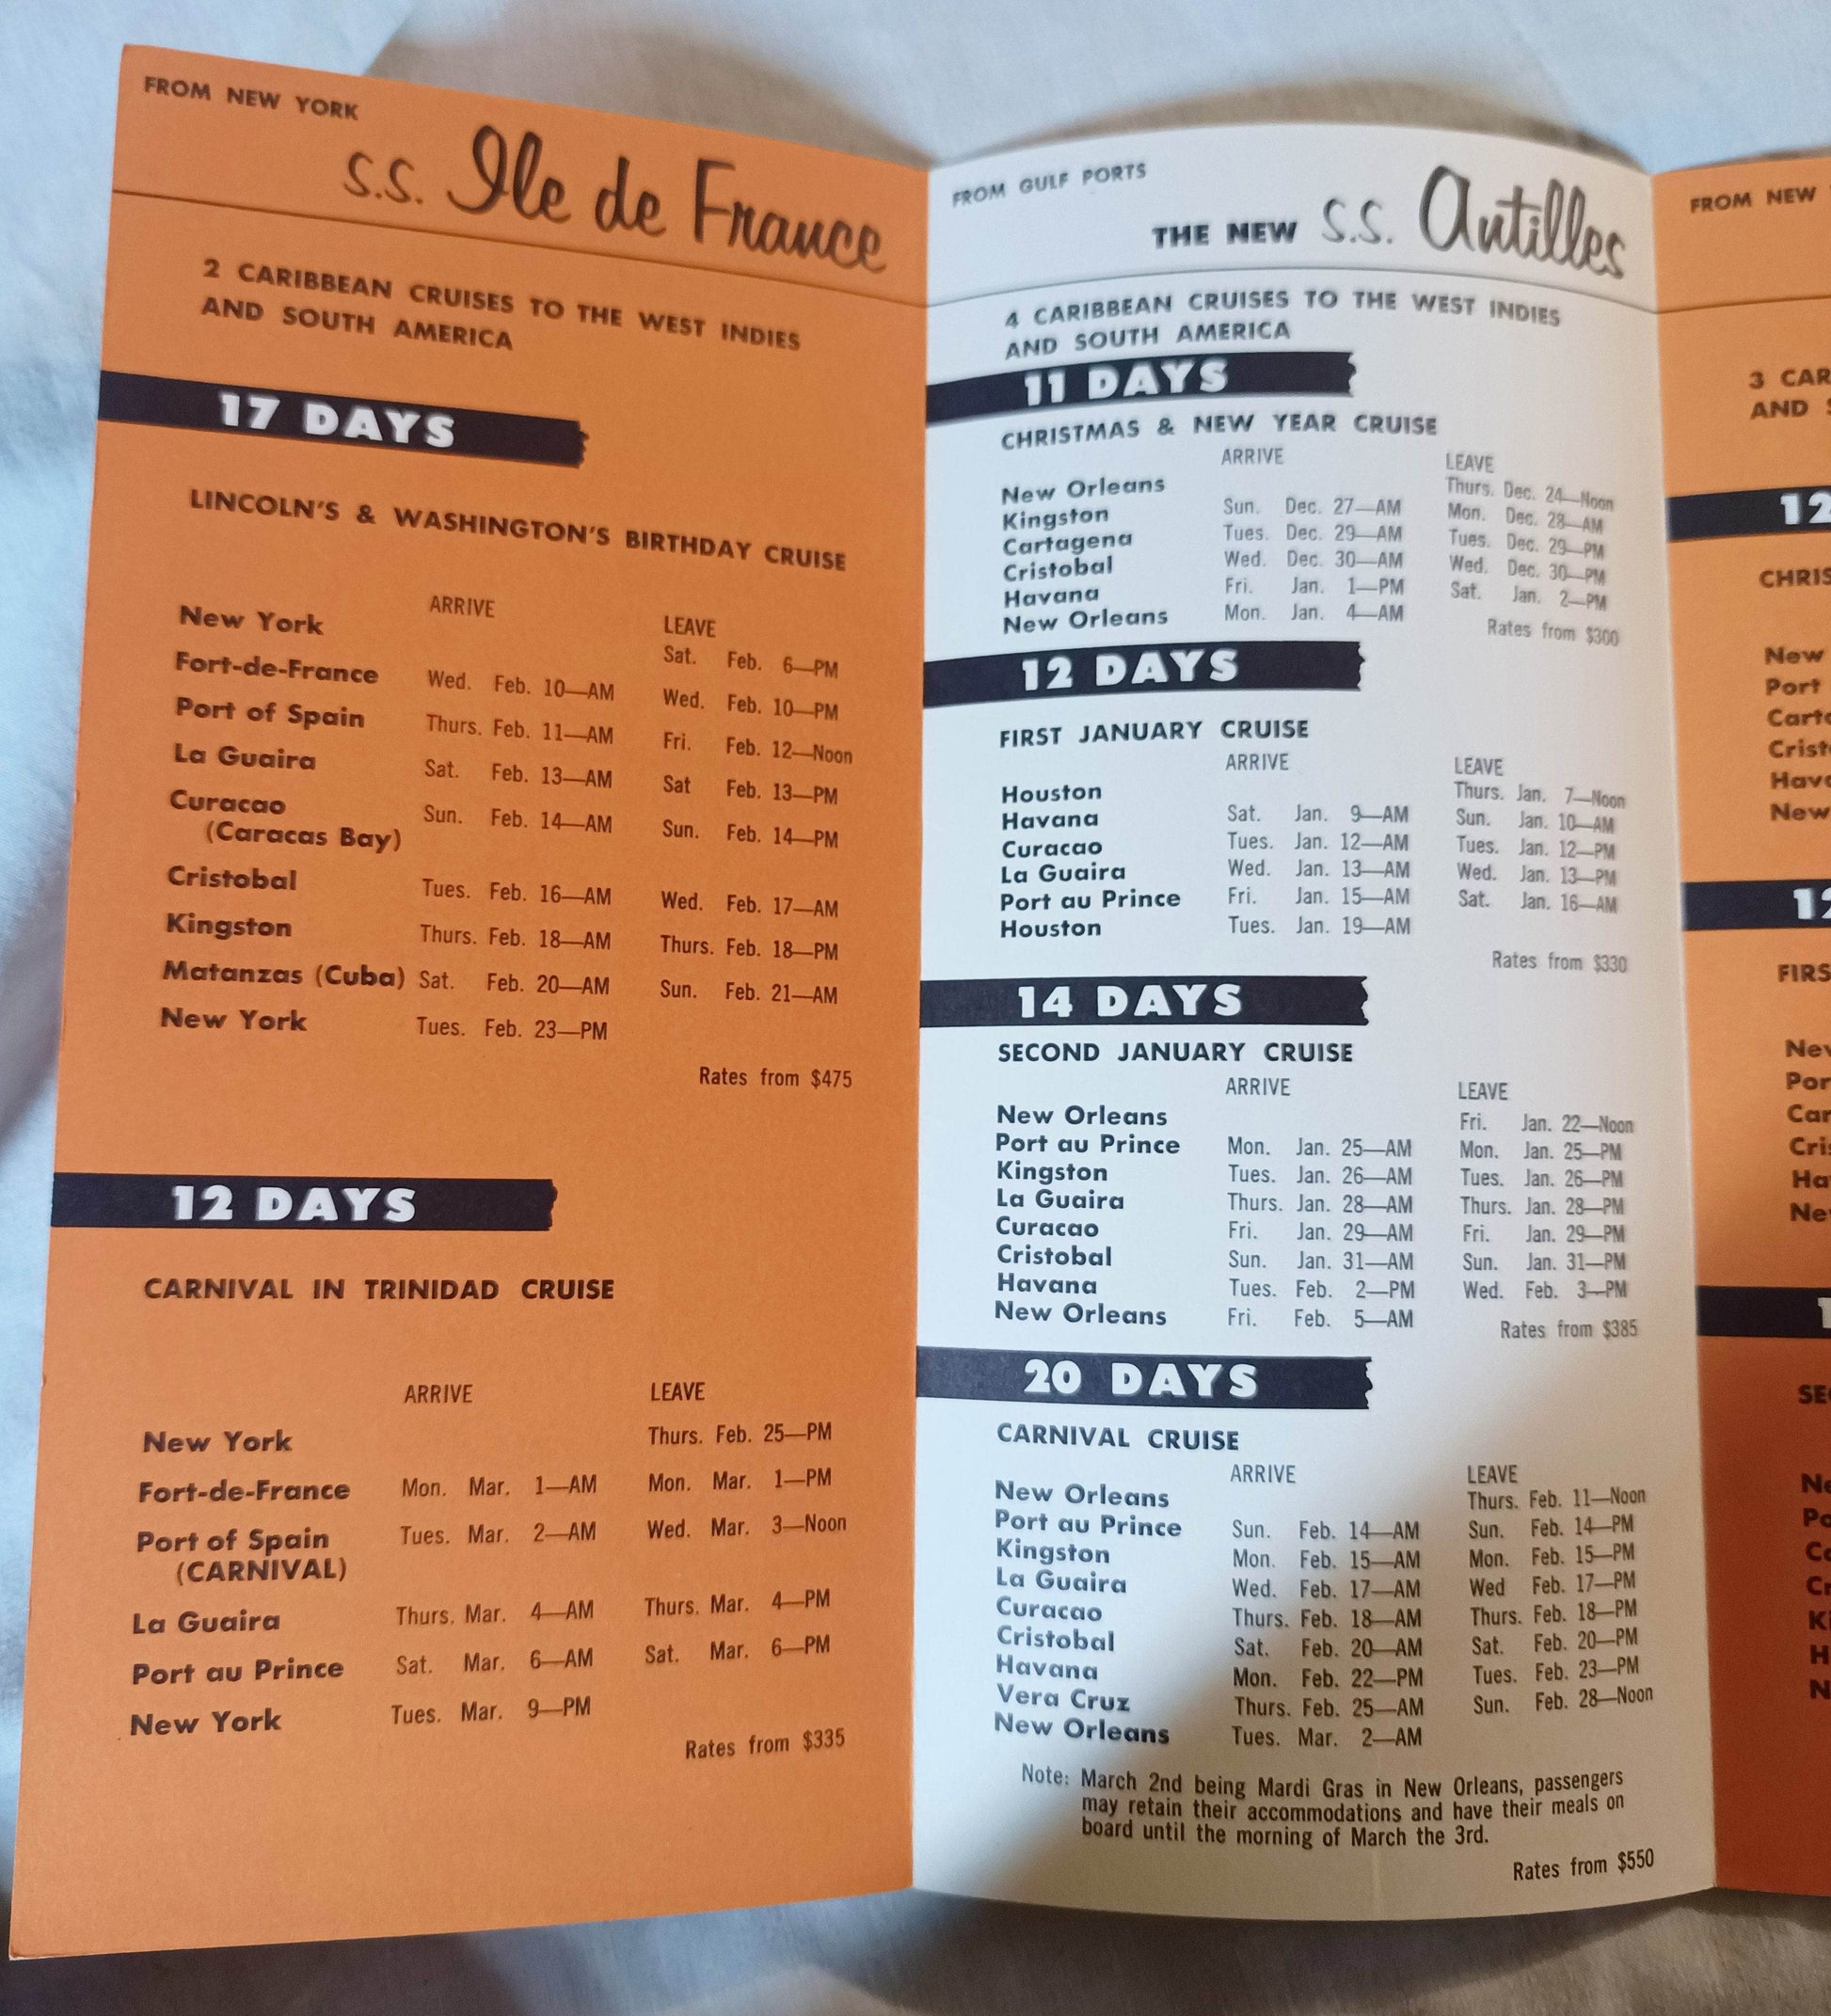 FROM NEW YORK
S.S. Ile de France
2 CARIBBEAN CRUISES TO THE WEST INDIES
AND SOUTH AMERICA
17 DAYS
LINCOLN'S & WASHINGTON'S BIRTHDAY CRUISE
ARRIVE LEAVE
New York Sat. Feb. 6—PM
Fort-de-France Wed. Feb. 10—AM Wed. Feb. 10—PM
Port of Spain Thurs. Feb. 11—AM Fri. Feb. 12—Noon
La Guaira Sat. Feb. 13—AM Sat Feb. 13—PM
Curacao Sun. Feb. 14—AM Sun. Feb. 14—PM
(Caracas Bay)
Cristobal Tues. Feb. 16—AM Wed. Feb. 17—AM
Kingston Thurs. Feb. 18—AM Thurs. Feb. 18—PM
Matanzas (Cuba) Sat. Feb. 20—AM Sun. Feb. 21—AM
New York Tues. Feb. 23—PM
Rates from $475
12 DAYS
CARNIVAL IN TRINIDAD CRUISE
ARRIVE LEAVE
New York Thurs. Feb. 25—PM
Fort-de-France Mon. Mar. 1—AM Mon. Mar. 1—PM
Port of Spain Tues. Mar. 2—AM Wed. Mar. 3—Noon
(CARNIVAL)
La Guaira Thurs. Mar. 4—AM Thurs. Mar. 4—PM
Port au Prince Sat. Mar. 6—AM Sat. Mar. 6—PM
New York Tues. Mar. 9—PM
Rates from $335
FROM GULF PORTS
THE NEW S.S. Antilles
4 CARIBBEAN CRUISES TO THE WEST INDIES
AND SOUTH AMERICA
11 DAYS
CHRISTMAS & NEW YEAR CRUISE
ARRIVE LEAVE
New Orleans Thurs. Dec. 24—Noon
Kingston Sun. Dec. 27—AM Mon. Dec. 28—AM
Cartagena Tues. Dec. 29—AM Tues. Dec. 29—PM
Cristobal Wed. Dec. 30—AM Wed. Dec. 30—PM
Havana Fri. Jan. 1—PM Sat. Jan. 2—PM
New Orleans Mon. Jan. 4—AM
Rates from $300
12 DAYS
FIRST JANUARY CRUISE
ARRIVE LEAVE
Houston Thurs. Jan. 7—Noon
Havana Sat. Jan. 9—AM Sun. Jan. 10—AM
Curacao Tues. Jan. 12—AM Tues. Jan. 12—PM
La Guaira Wed. Jan. 13—AM Wed. Jan. 13—PM
Port au Prince Fri. Jan. 15—AM Sat. Jan. 16—AM
Houston Tues. Jan. 19—AM
Rates from $330
14 DAYS
SECOND JANUARY CRUISE
ARRIVE LEAVE
New Orleans Fri. Jan. 22—Noon
Port au Prince Mon. Jan. 25—AM Mon. Jan. 25—PM
Kingston Tues. Jan. 26—AM Tues. Jan. 26—PM
La Guaira Thurs. Jan. 28—AM Thurs. Jan. 28—PM
Curacao Fri. Jan. 29—AM Fri. Jan. 29—PM
Cristobal Sun. Jan. 31—AM Sun. Jan. 31—PM
Havana Tues. Feb. 2—PM Wed. Feb. 3—PM
New Orleans Fri. Feb. 5—AM
Rates from $385
20 DAYS
CARNIVAL CRUISE
ARRIVE LEAVE
New Orleans Thurs. Feb. 11—Noon
Port au Prince Sun. Feb. 14—AM Sun. Feb. 14—PM
Kingston Mon. Feb. 15—AM Mon. Feb. 15—PM
La Guaira Wed. Feb. 17—AM Wed Feb. 17—PM
Curacao Thurs. Feb. 18—AM Thurs. Feb. 18—PM
Cristobal Sat. Feb. 20—AM Sat. Feb. 20—PM
Havana Mon. Feb. 22—PM Tues. Feb. 23—PM
Vera Cruz Thurs. Feb. 25—AM Sun. Feb. 28—Noon
New Orleans Tues. Mar. 2—AM
Note: March 2nd being Mardi Gras in New Orleans, passengers
may retain their accommodations and have their meals on
board until the morning of March the 3rd.
Rates from $550
FROM NEW
3 CAR
AND
12
CHRIS
New
Port
Carta
Crist
Hava
New
12
FIRS
New
Por
Car
Cris
Ha
Ne
1
SE
Ne
Po
Ca
Cr
Ki
H
N